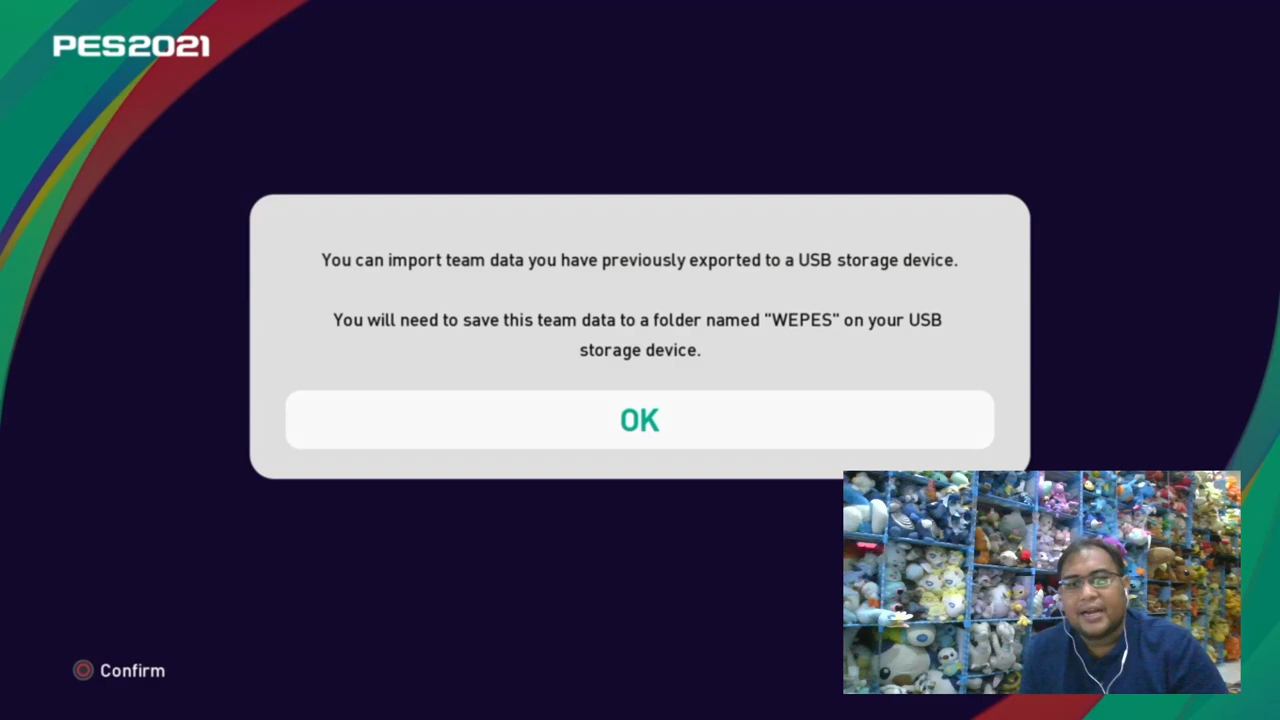 PES2021
You can import team data you have previously exported to a USB storage device.
You will need to save this team data to a folder named "WEPES" on your USB
storage device.
OK
Confirm